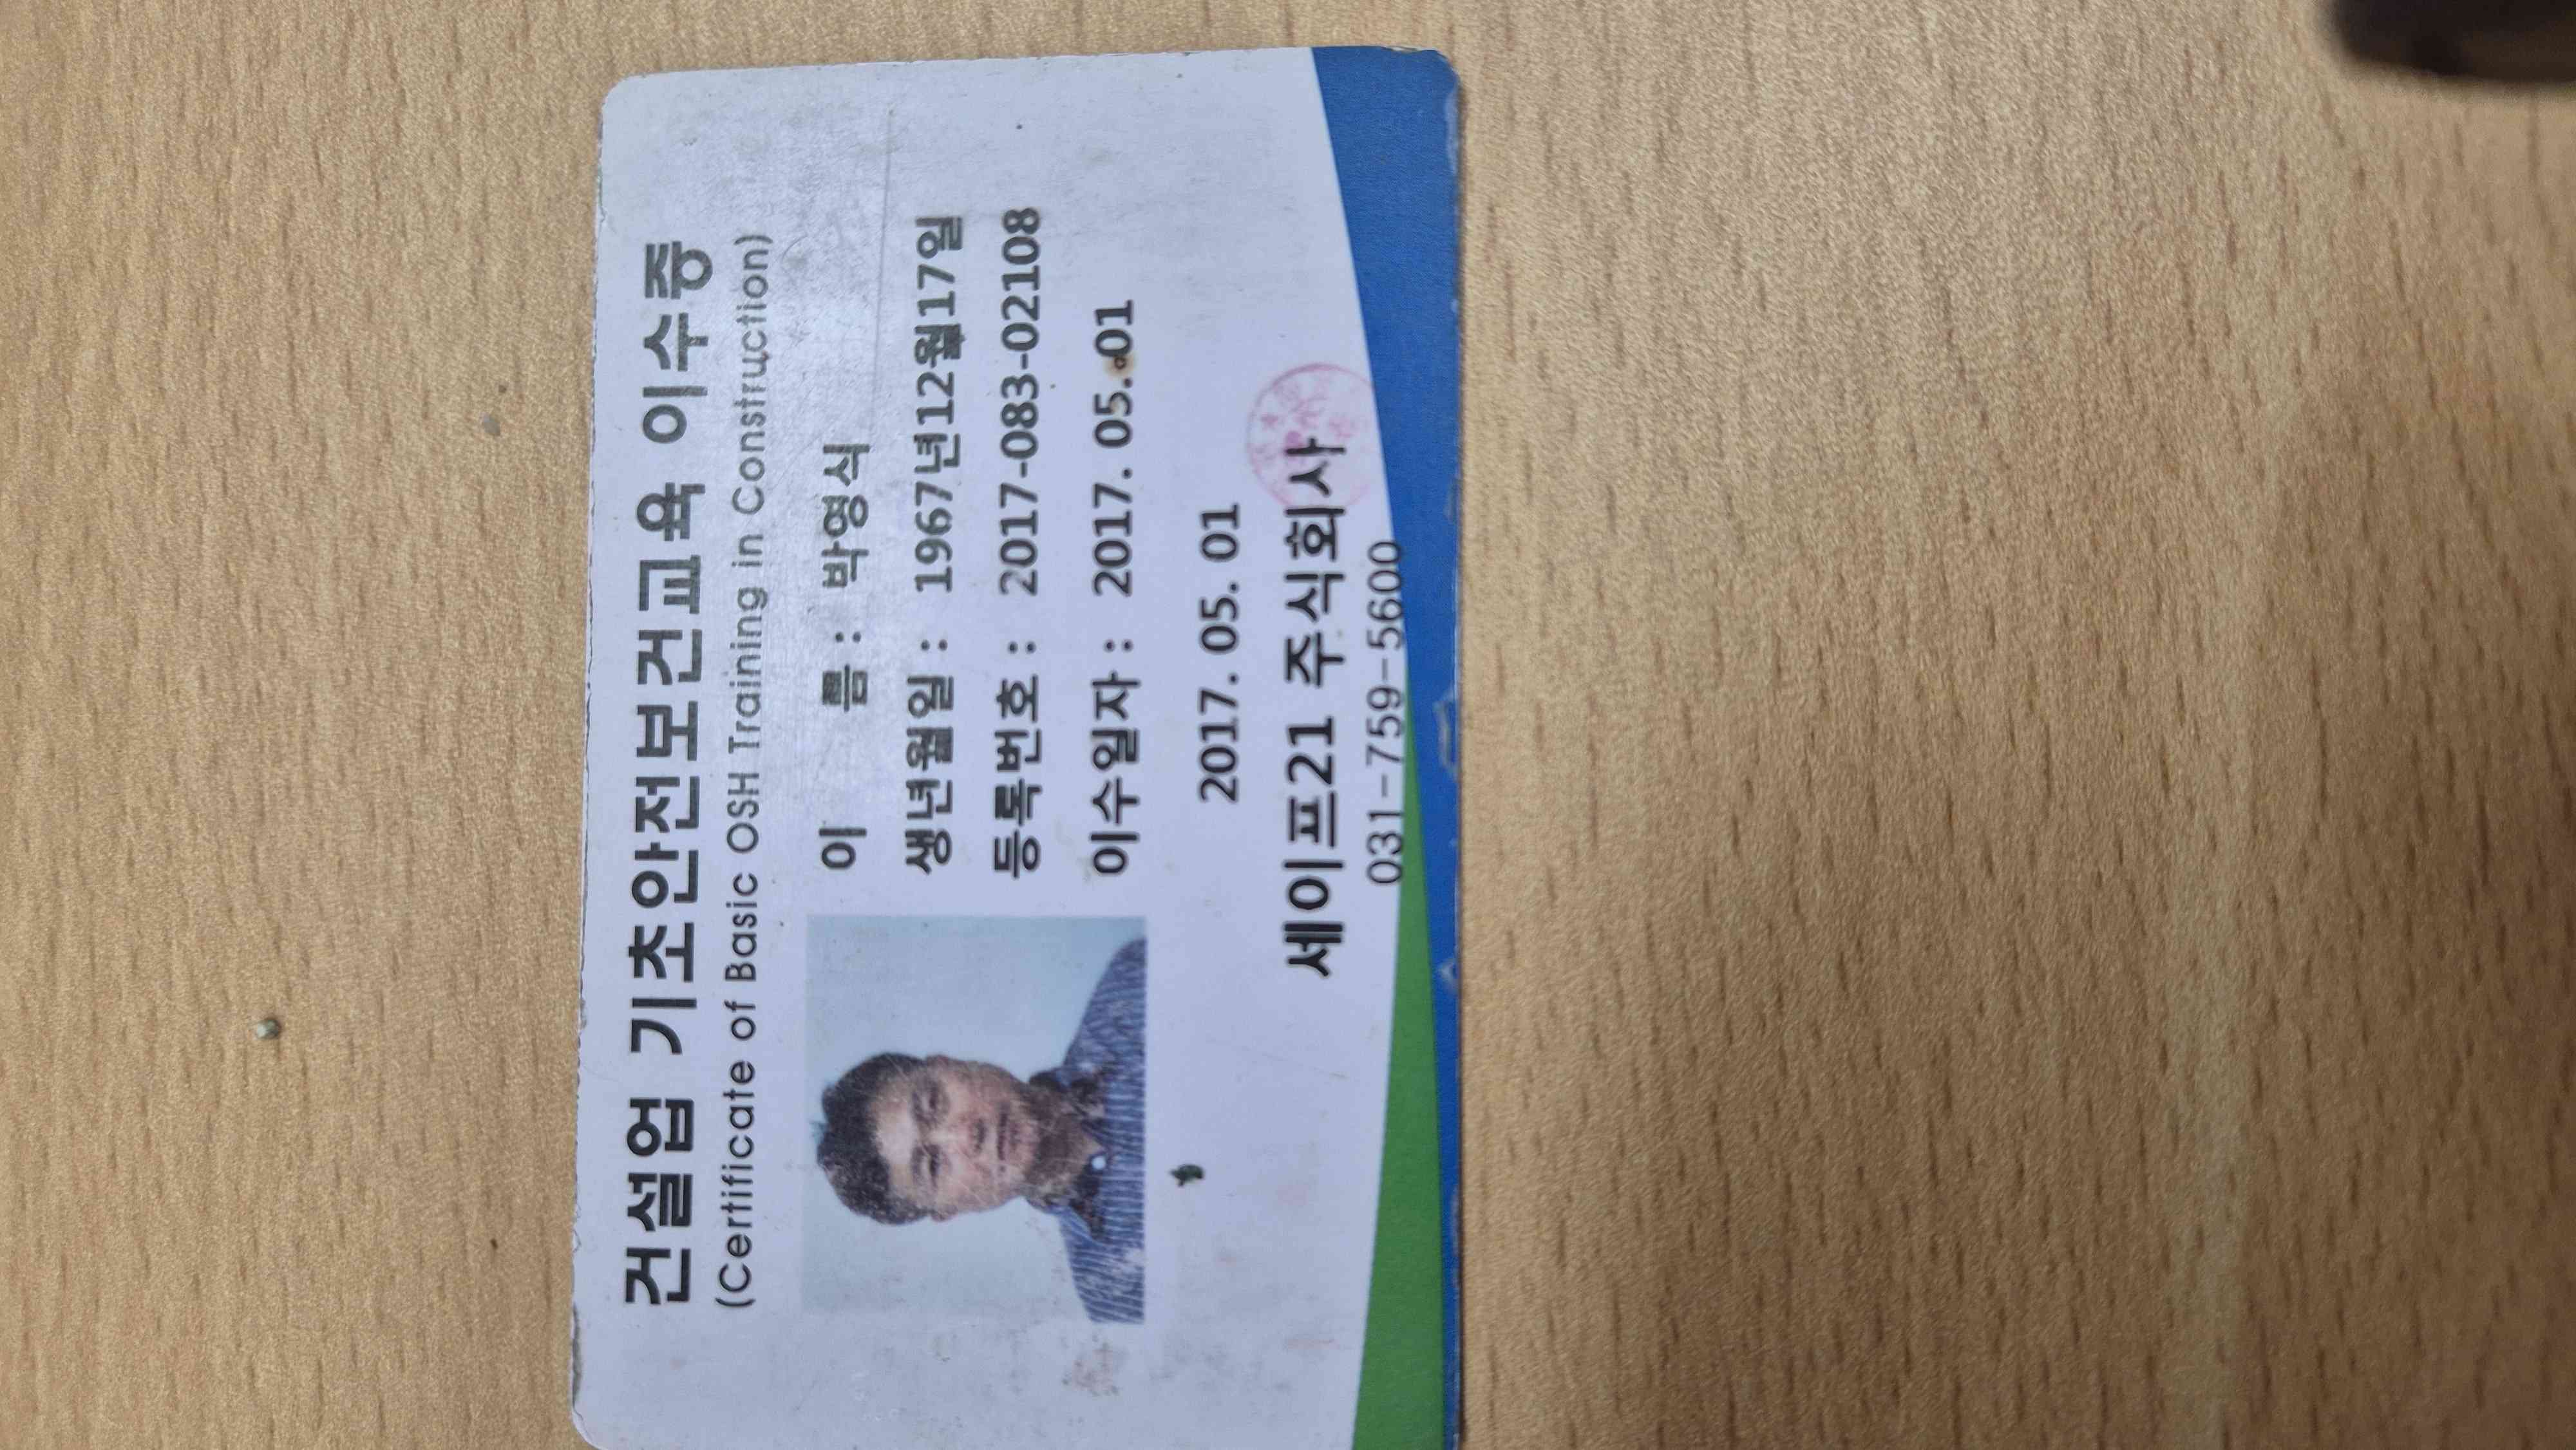 건설업 기초안전보건교육 이수증
(Certificate of Basic OSH Training in Construction)
이 름 : 박영식
생년월일 : 1967년12월17일
등록번호 : 2017-083-02108
이수일자 : 2017. 05. 01
2017. 05. 01
세이프21 주식회사
031-759-5600